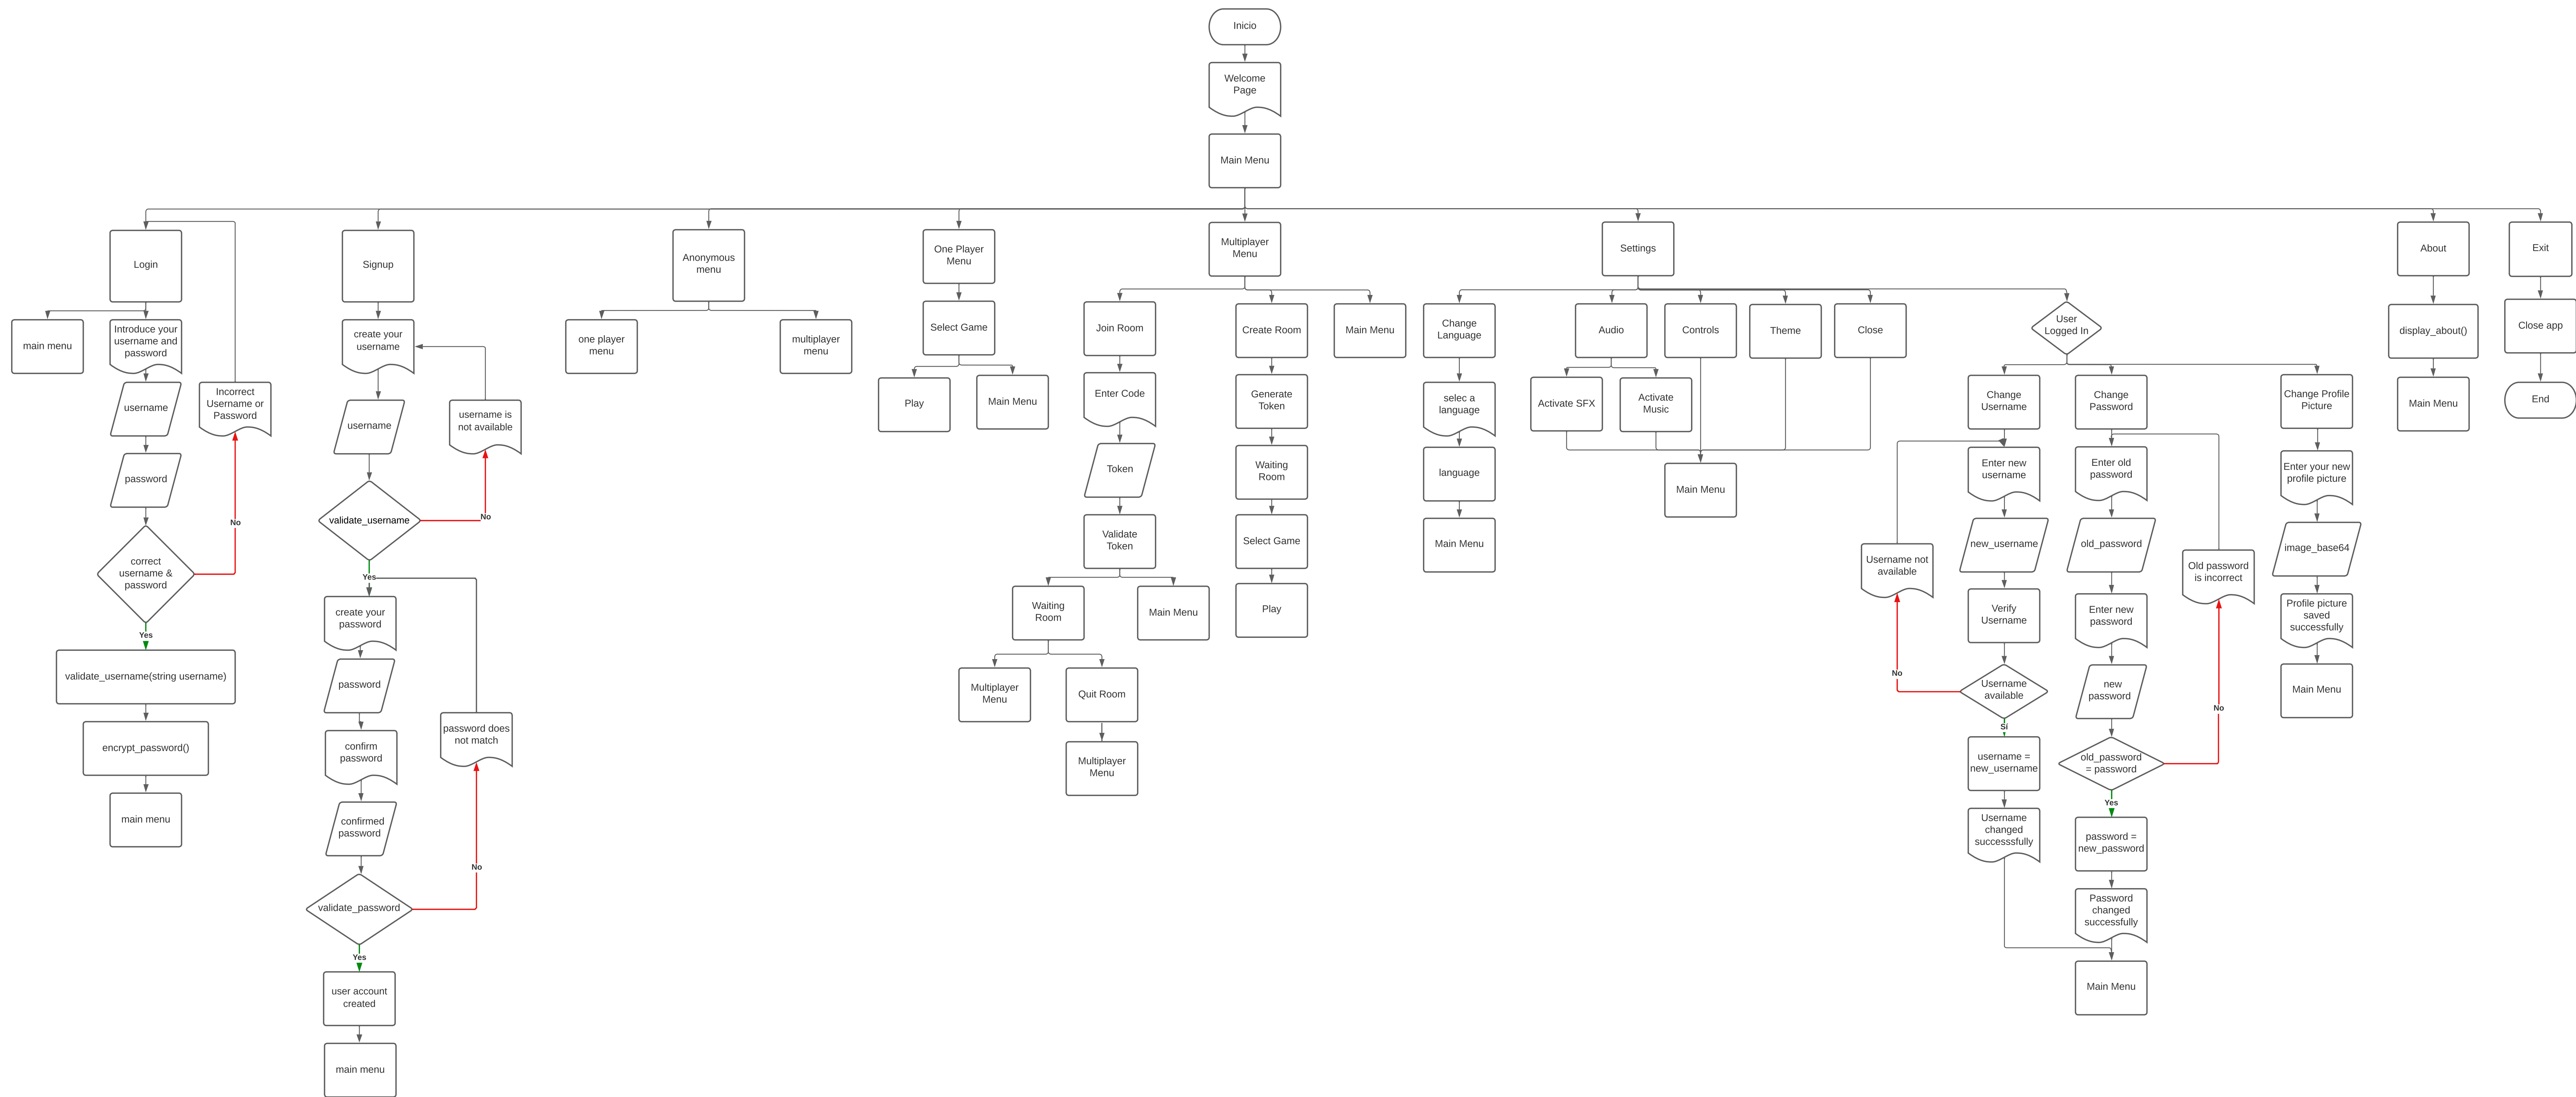 Inicio
Welcome
Page
Main Menu
Login
main menu
Introduce your
username and
password
username
password
correct
username &
password
No
Incorrect
Username or
Password
Yes
validate_username(string username)
encrypt_password()
main menu
Signup
create your
username
username
validate_username
No
username is
not available
Yes
create your
password
password
confirm
password
confirmed
password
validate_password
No
password does
not match
Yes
user account
created
main menu
Anonymous
menu
one player
menu
multiplayer
menu
One Player
Menu
Select Game
Play
Main Menu
Multiplayer
Menu
Join Room
Enter Code
Token
Validate
Token
Waiting
Room
Main Menu
Multiplayer
Menu
Quit Room
Multiplayer
Menu
Create Room
Generate
Token
Waiting
Room
Select Game
Play
Main Menu
Settings
Change
Language
selec a
language
language
Main Menu
Audio
Activate SFX
Activate
Music
Controls
Theme
Close
Main Menu
User
Logged In
Change
Username
Enter new
username
new_username
Verify
Username
Username
available
No
Username not
available
Sí
username =
new_username
Username
changed
successsfully
Change
Password
Enter old
password
old_password
Enter new
password
new
password
old_password
= password
No
Old password
is incorrect
Yes
password =
new_password
Password
changed
successfully
Main Menu
Change Profile
Picture
Enter your new
profile picture
image_base64
Profile picture
saved
successfully
Main Menu
About
display_about()
Main Menu
Exit
Close app
End